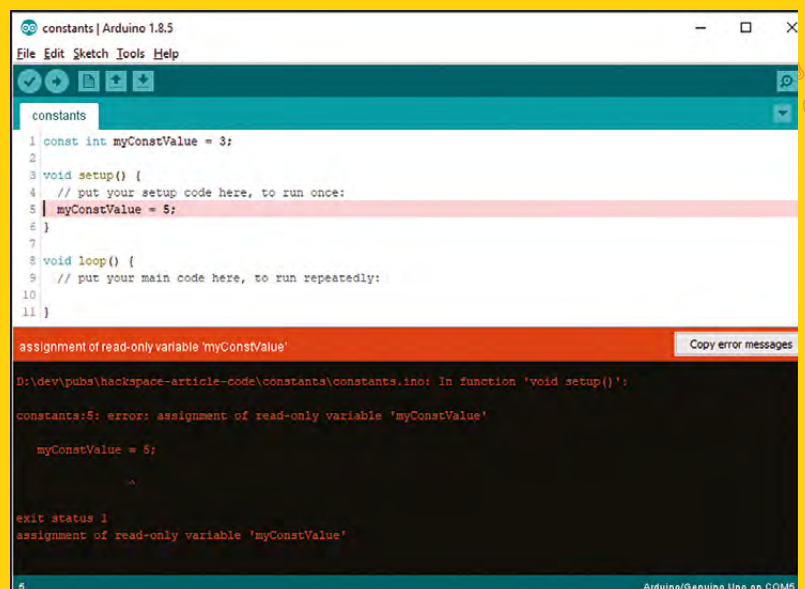 constants | Arduino 1.8.5
File Edit Sketch Tools Help
constants
1 const int myConstValue = 3;
2
3 void setup() {
4 // put your setup code here, to run once:
5 myConstValue = 5;
6 }
7
8 void loop() {
9 // put your main code here, to run repeatedly:
10
11 }
assignment of read-only variable 'myConstValue'
Copy error messages
D:\dev\pubs\hackspace-article-code\constants\constants.ino: In function 'void setup()':
constants:5: error: assignment of read-only variable 'myConstValue'
myConstValue = 5;
^
exit status 1
assignment of read-only variable 'myConstValue'
5
Arduino/Genuino Uno on COM5